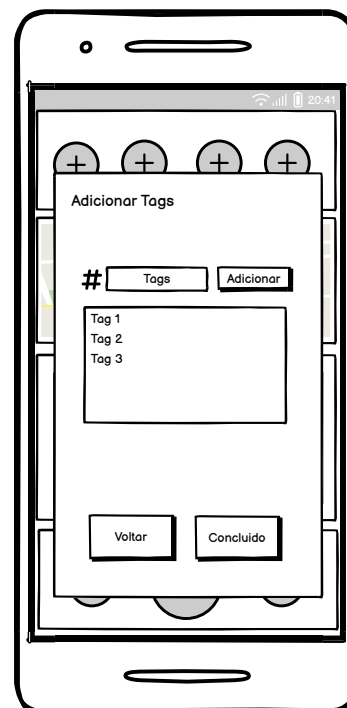 20:41
Adicionar Tags
# Tags Adicionar
Tag 1
Tag 2
Tag 3
Voltar Concluido